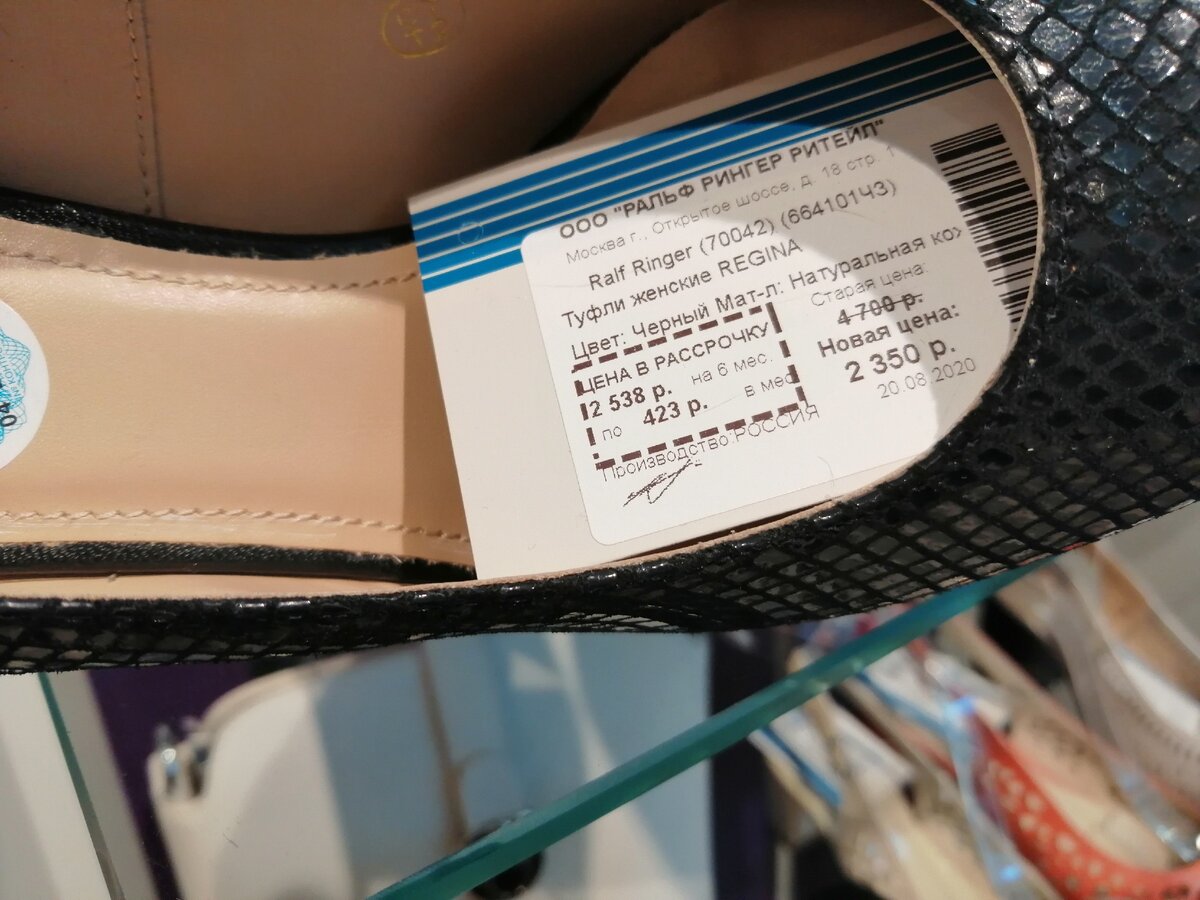 ООО "РАЛЬФ РИНГЕР РИТЕЙЛ"
Москва г., Открытое шоссе, д. 18 стр. 1
Ralf Ringer (70042) (664101ЧЗ)
Туфли женские REGINA
Цвет: Черный Мат-л: Натуральная ко
Старая цена:
4 700 р.
Новая цена:
2 350 р.
20.08.2020
ЦЕНА В РАССРОЧКУ
2 538 р. на 6 мес.
по 423 р. в мес
Производство:РОССИЯ
04